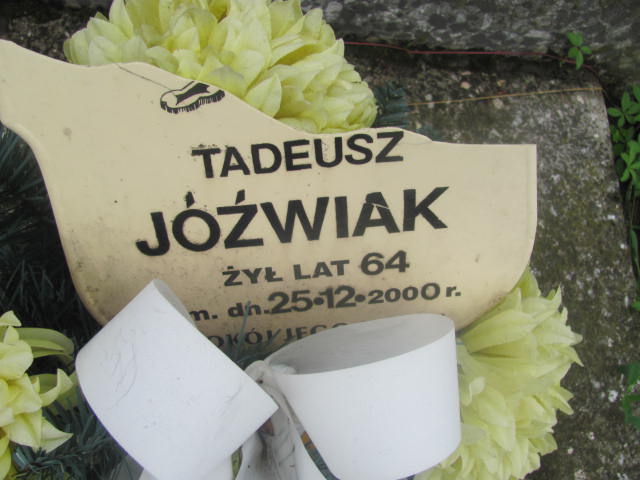 TADEUSZ
JÓŹWIAK
ŻYŁ LAT 64
m. dn. 25•12•2000 r.